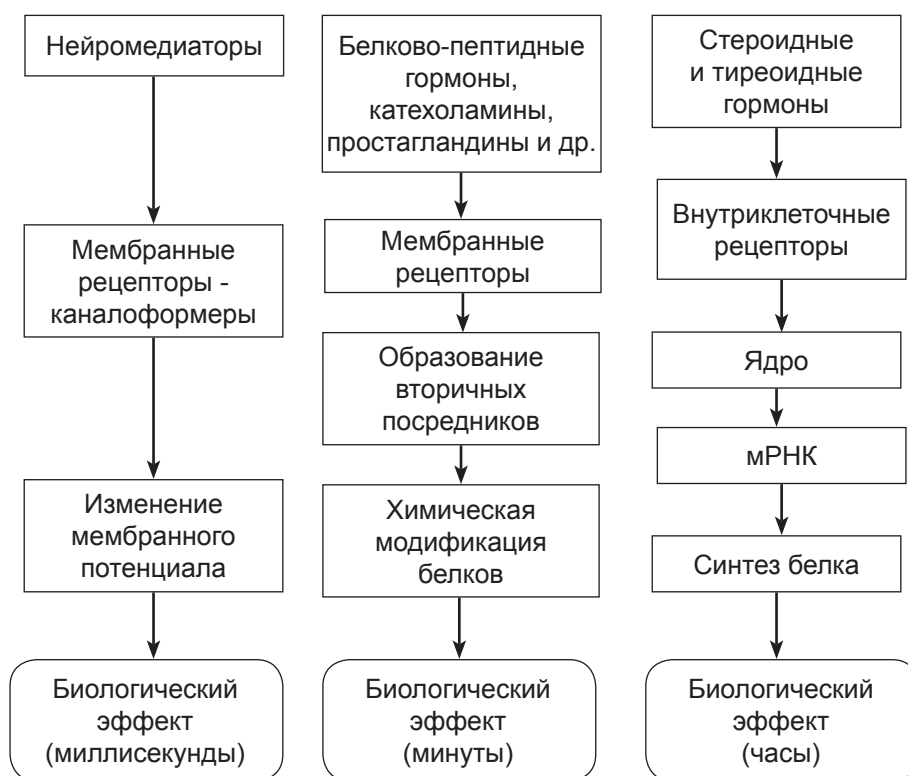 Нейромедиаторы
Мембранные
рецепторы -
каналоформеры
Изменение
мембранного
потенциала
Биологический
эффект
(миллисекунды)
Белково-пептидные
гормоны,
катехоламины,
простагландины и др.
Мембранные
рецепторы
Образование
вторичных
посредников
Химическая
модификация
белков
Биологический
эффект
(минуты)
Стероидные
и тиреоидные
гормоны
Внутриклеточные
рецепторы
Ядро
мРНК
Синтез белка
Биологический
эффект
(часы)